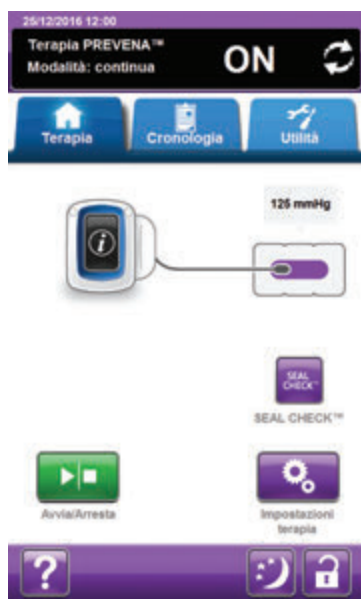 25/12/2016 12:00
Terapia PREVENA™
Modalità: continua
ON
Terapia
Cronologia
Utilità
125 mmHg
i
SEAL
CHECK™
SEAL CHECK™
Avvia/Arresta
Impostazioni
terapia
?